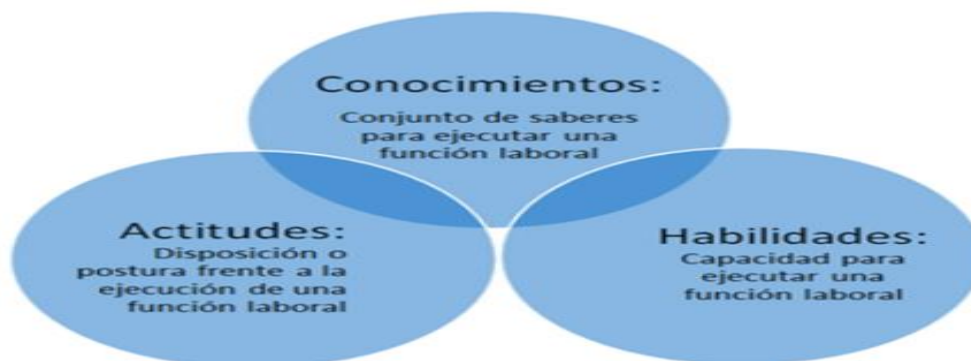 Conocimientos:
Conjunto de saberes
para ejecutar una
función laboral
Actitudes:
Disposición o
postura frente a la
ejecución de una
función laboral
Habilidades:
Capacidad para
ejecutar una
función laboral